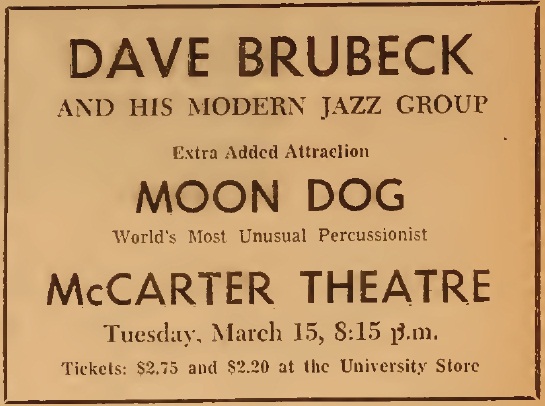 DAVE BRUBECK
AND HIS MODERN JAZZ GROUP
Extra Added Attraction
MOON DOG
World's Most Unusual Percussionist
McCARTER THEATRE
Tuesday, March 15, 8:15 p.m.
Tickets: $2.75 and $2.20 at the University Store